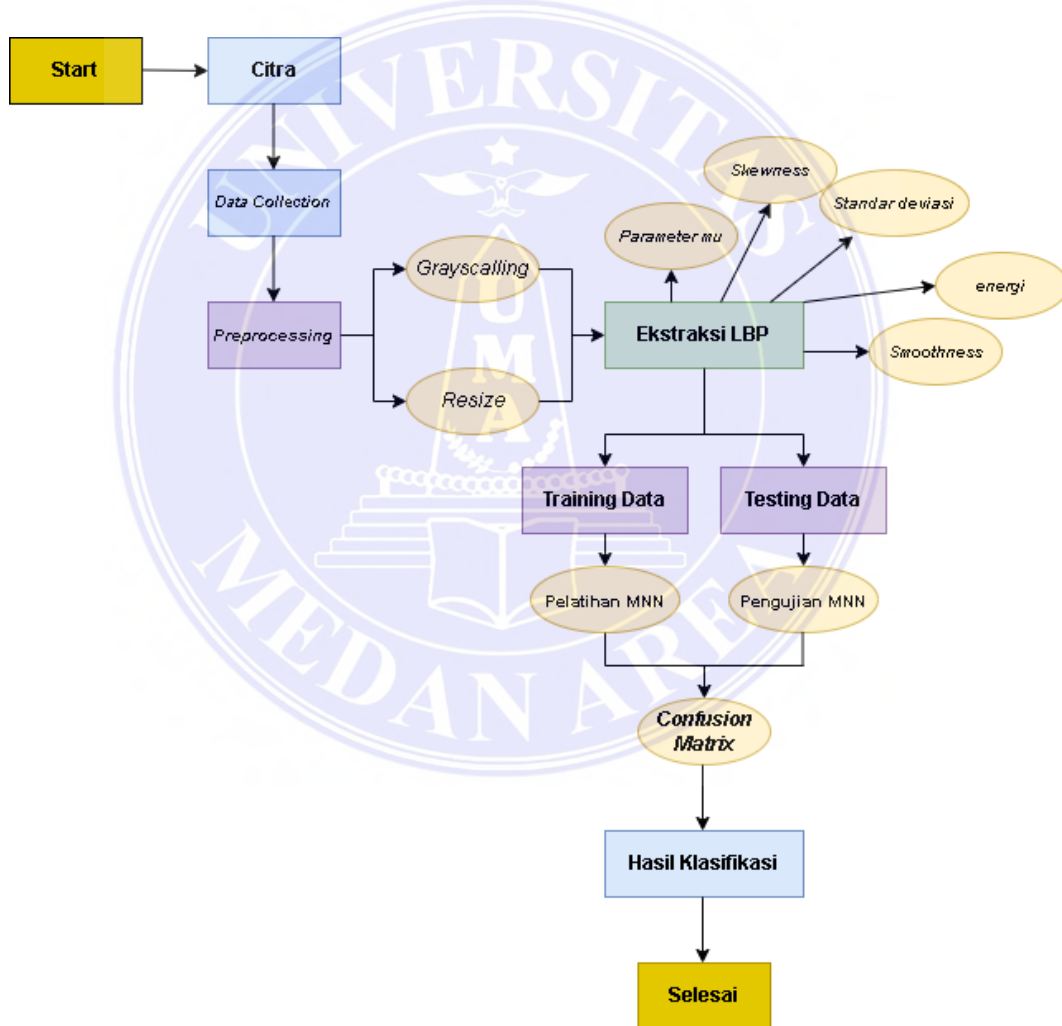 UNIVERSITAS
MEDAN AREA
UMA
Start
Citra
Data Collection
Preprocessing
Grayscalling
Resize
Ekstraksi LBP
Parameter mu
Skewness
Standar deviasi
energi
Smoothness
Training Data
Testing Data
Pelatihan MNN
Pengujian MNN
Confusion
Matrix
Hasil Klasifikasi
Selesai